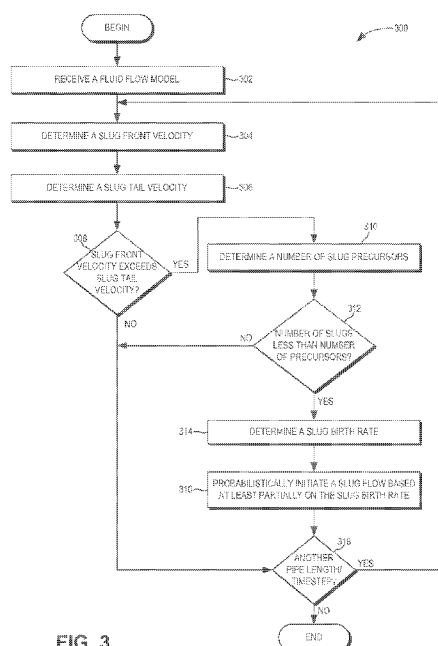 BEGIN
300
RECEIVE A FLUID FLOW MODEL
302
DETERMINE A SLUG FRONT VELOCITY
304
DETERMINE A SLUG TAIL VELOCITY
306
308
SLUG FRONT
VELOCITY EXCEEDS
SLUG TAIL
VELOCITY?
YES
NO
310
DETERMINE A NUMBER OF SLUG PRECURSORS
312
NUMBER OF SLUGS
LESS THAN NUMBER
OF PRECURSORS?
NO
YES
314
DETERMINE A SLUG BIRTH RATE
310
PROBABILISTICALLY INITIATE A SLUG FLOW BASED
AT LEAST PARTIALLY ON THE SLUG BIRTH RATE
318
ANOTHER
PIPE LENGTH/
TIMESTEP?
YES
NO
END
FIG. 3